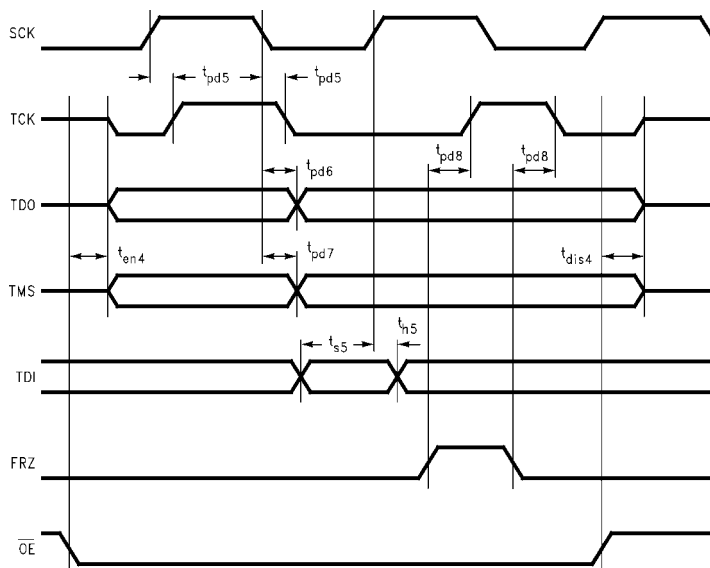 SCK
tpd5
tpd5
TCK
tpd8
tpd8
tpd6
TDO
ten4
tpd7
tdis4
TMS
ts5
th5
TDI
FRZ
OE